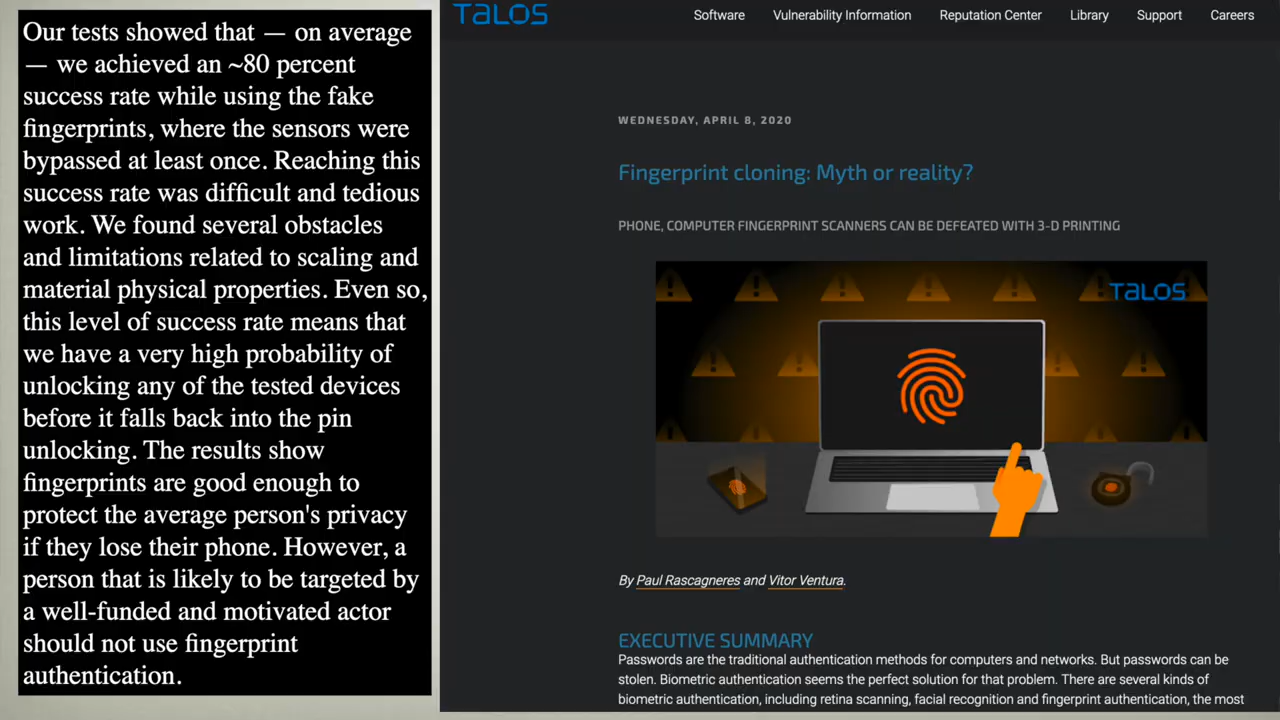 Our tests showed that — on average
— we achieved an ~80 percent
success rate while using the fake
fingerprints, where the sensors were
bypassed at least once. Reaching this
success rate was difficult and tedious
work. We found several obstacles
and limitations related to scaling and
material physical properties. Even so,
this level of success rate means that
we have a very high probability of
unlocking any of the tested devices
before it falls back into the pin
unlocking. The results show
fingerprints are good enough to
protect the average person's privacy
if they lose their phone. However, a
person that is likely to be targeted by
a well-funded and motivated actor
should not use fingerprint
authentication.
TALOS
Software Vulnerability Information Reputation Center Library Support Careers
WEDNESDAY, APRIL 8, 2020
Fingerprint cloning: Myth or reality?
PHONE, COMPUTER FINGERPRINT SCANNERS CAN BE DEFEATED WITH 3-D PRINTING
TALOS
By Paul Rascagneres and Vitor Ventura.
EXECUTIVE SUMMARY
Passwords are the traditional authentication methods for computers and networks. But passwords can be
stolen. Biometric authentication seems the perfect solution for that problem. There are several kinds of
biometric authentication, including retina scanning, facial recognition and fingerprint authentication, the most